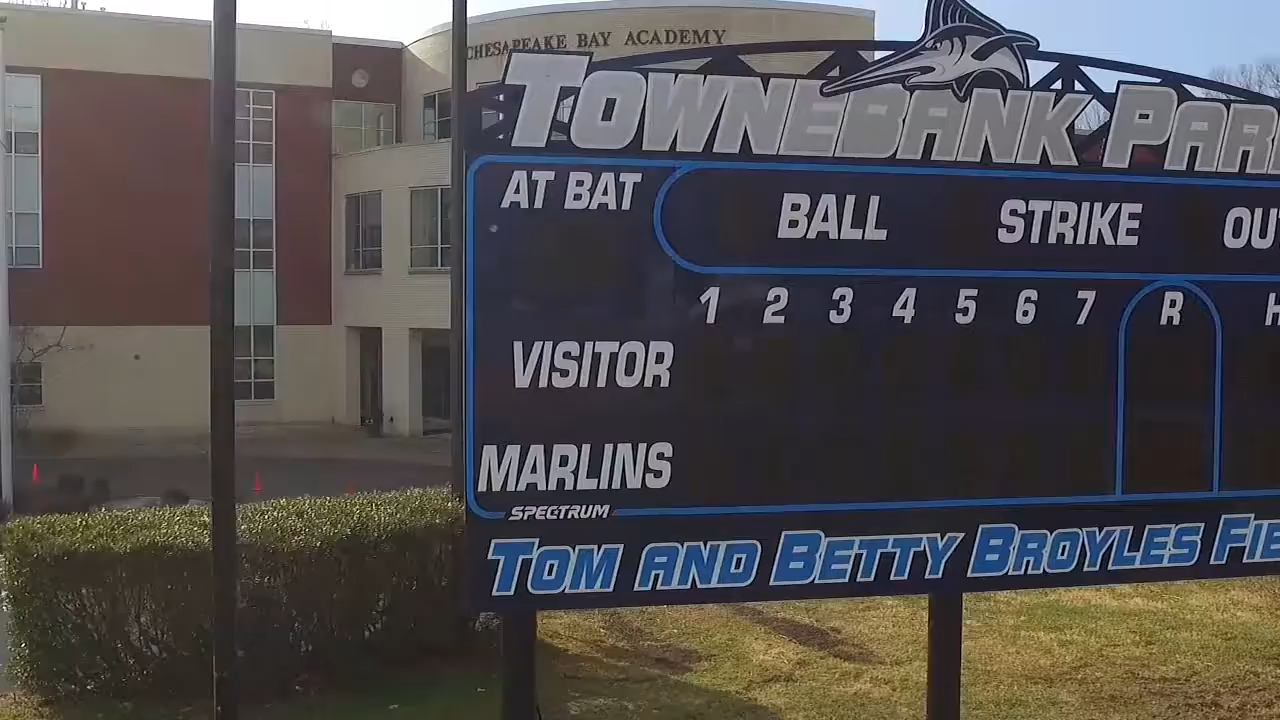 CHESAPEAKE BAY ACADEMY
TOWNEBANK PAR
AT BAT
BALL STRIKE OU
1 2 3 4 5 6 7 R H
VISITOR
MARLINS
SPECTRUM
TOM AND BETTY BROYLES FIE